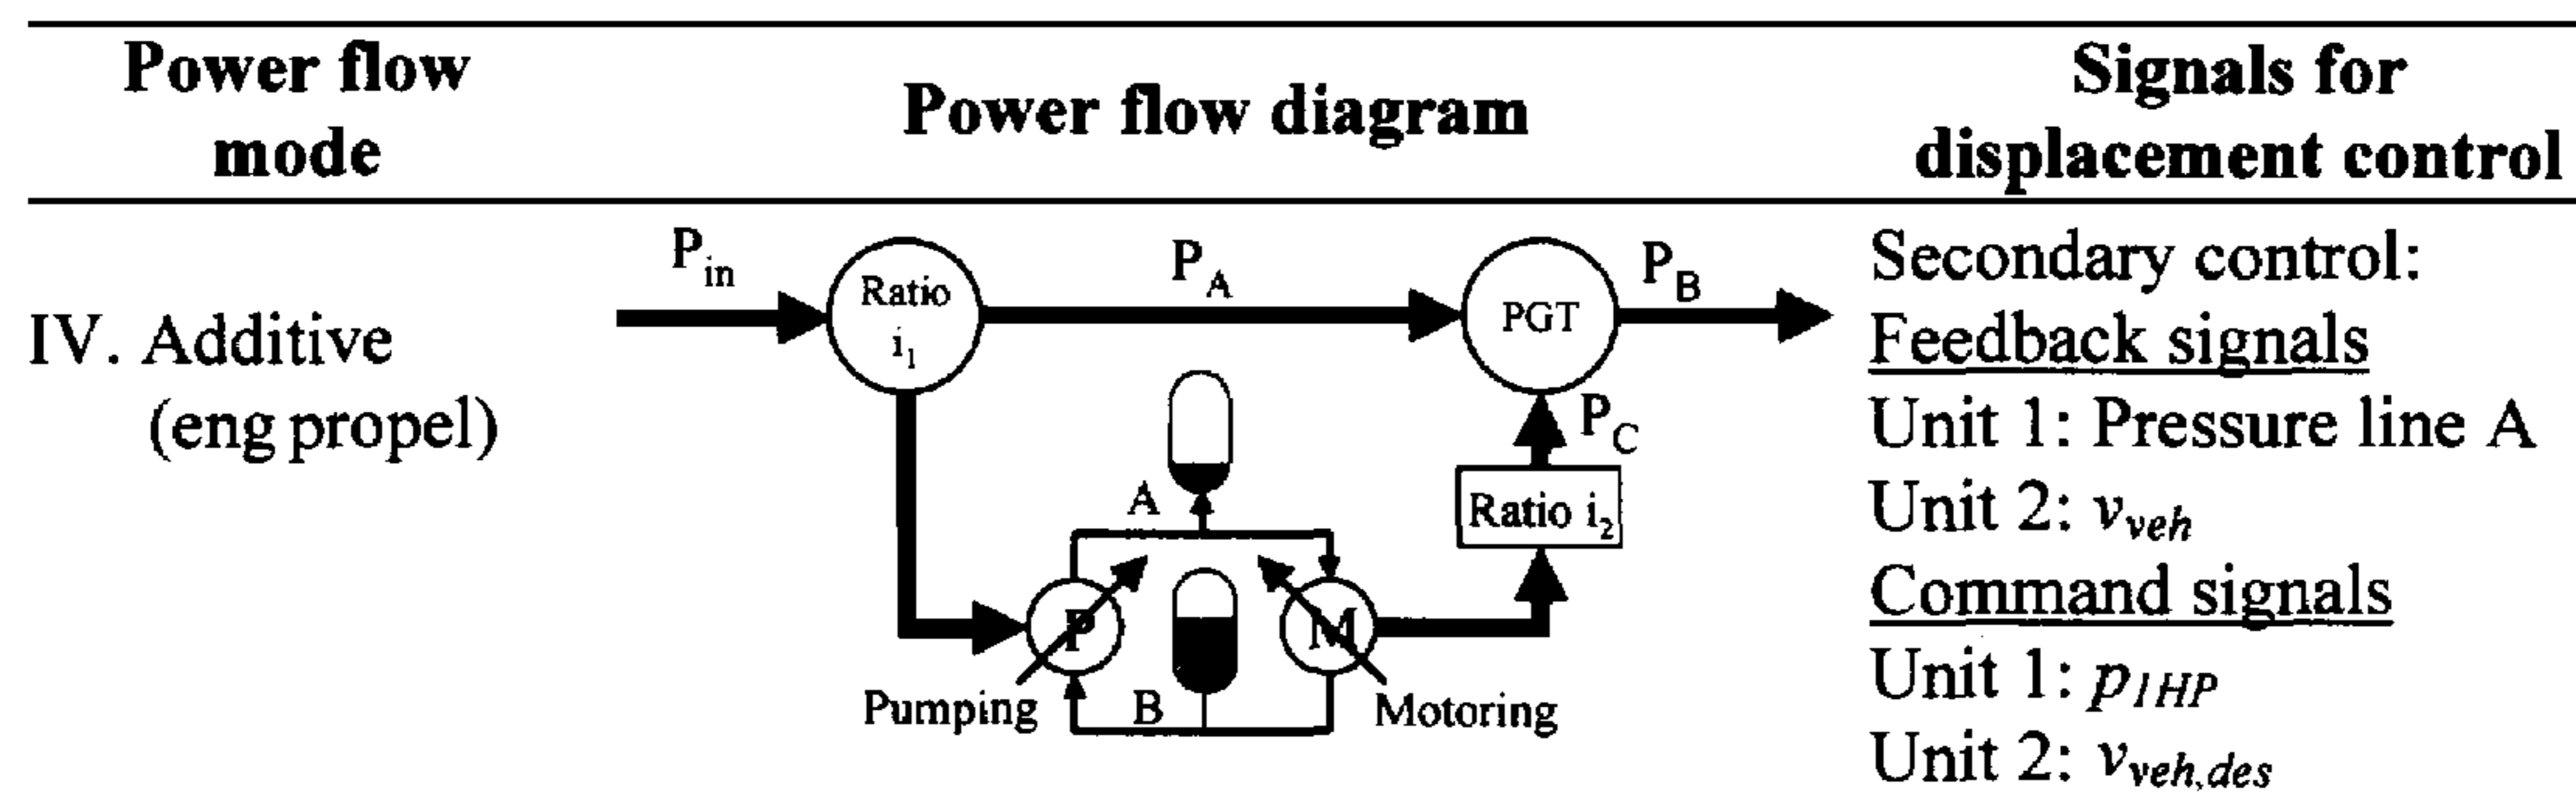 Power flow
mode
Power flow diagram
Signals for
displacement control
IV. Additive
(eng propel)
P_in
Ratio
i_1
P_A
PGT
P_B
P_C
Ratio i_2
A
P
M
Pumping
B
Motoring
Secondary control:
Feedback signals
Unit 1: Pressure line A
Unit 2: v_veh
Command signals
Unit 1: p_1HP
Unit 2: v_veh,des